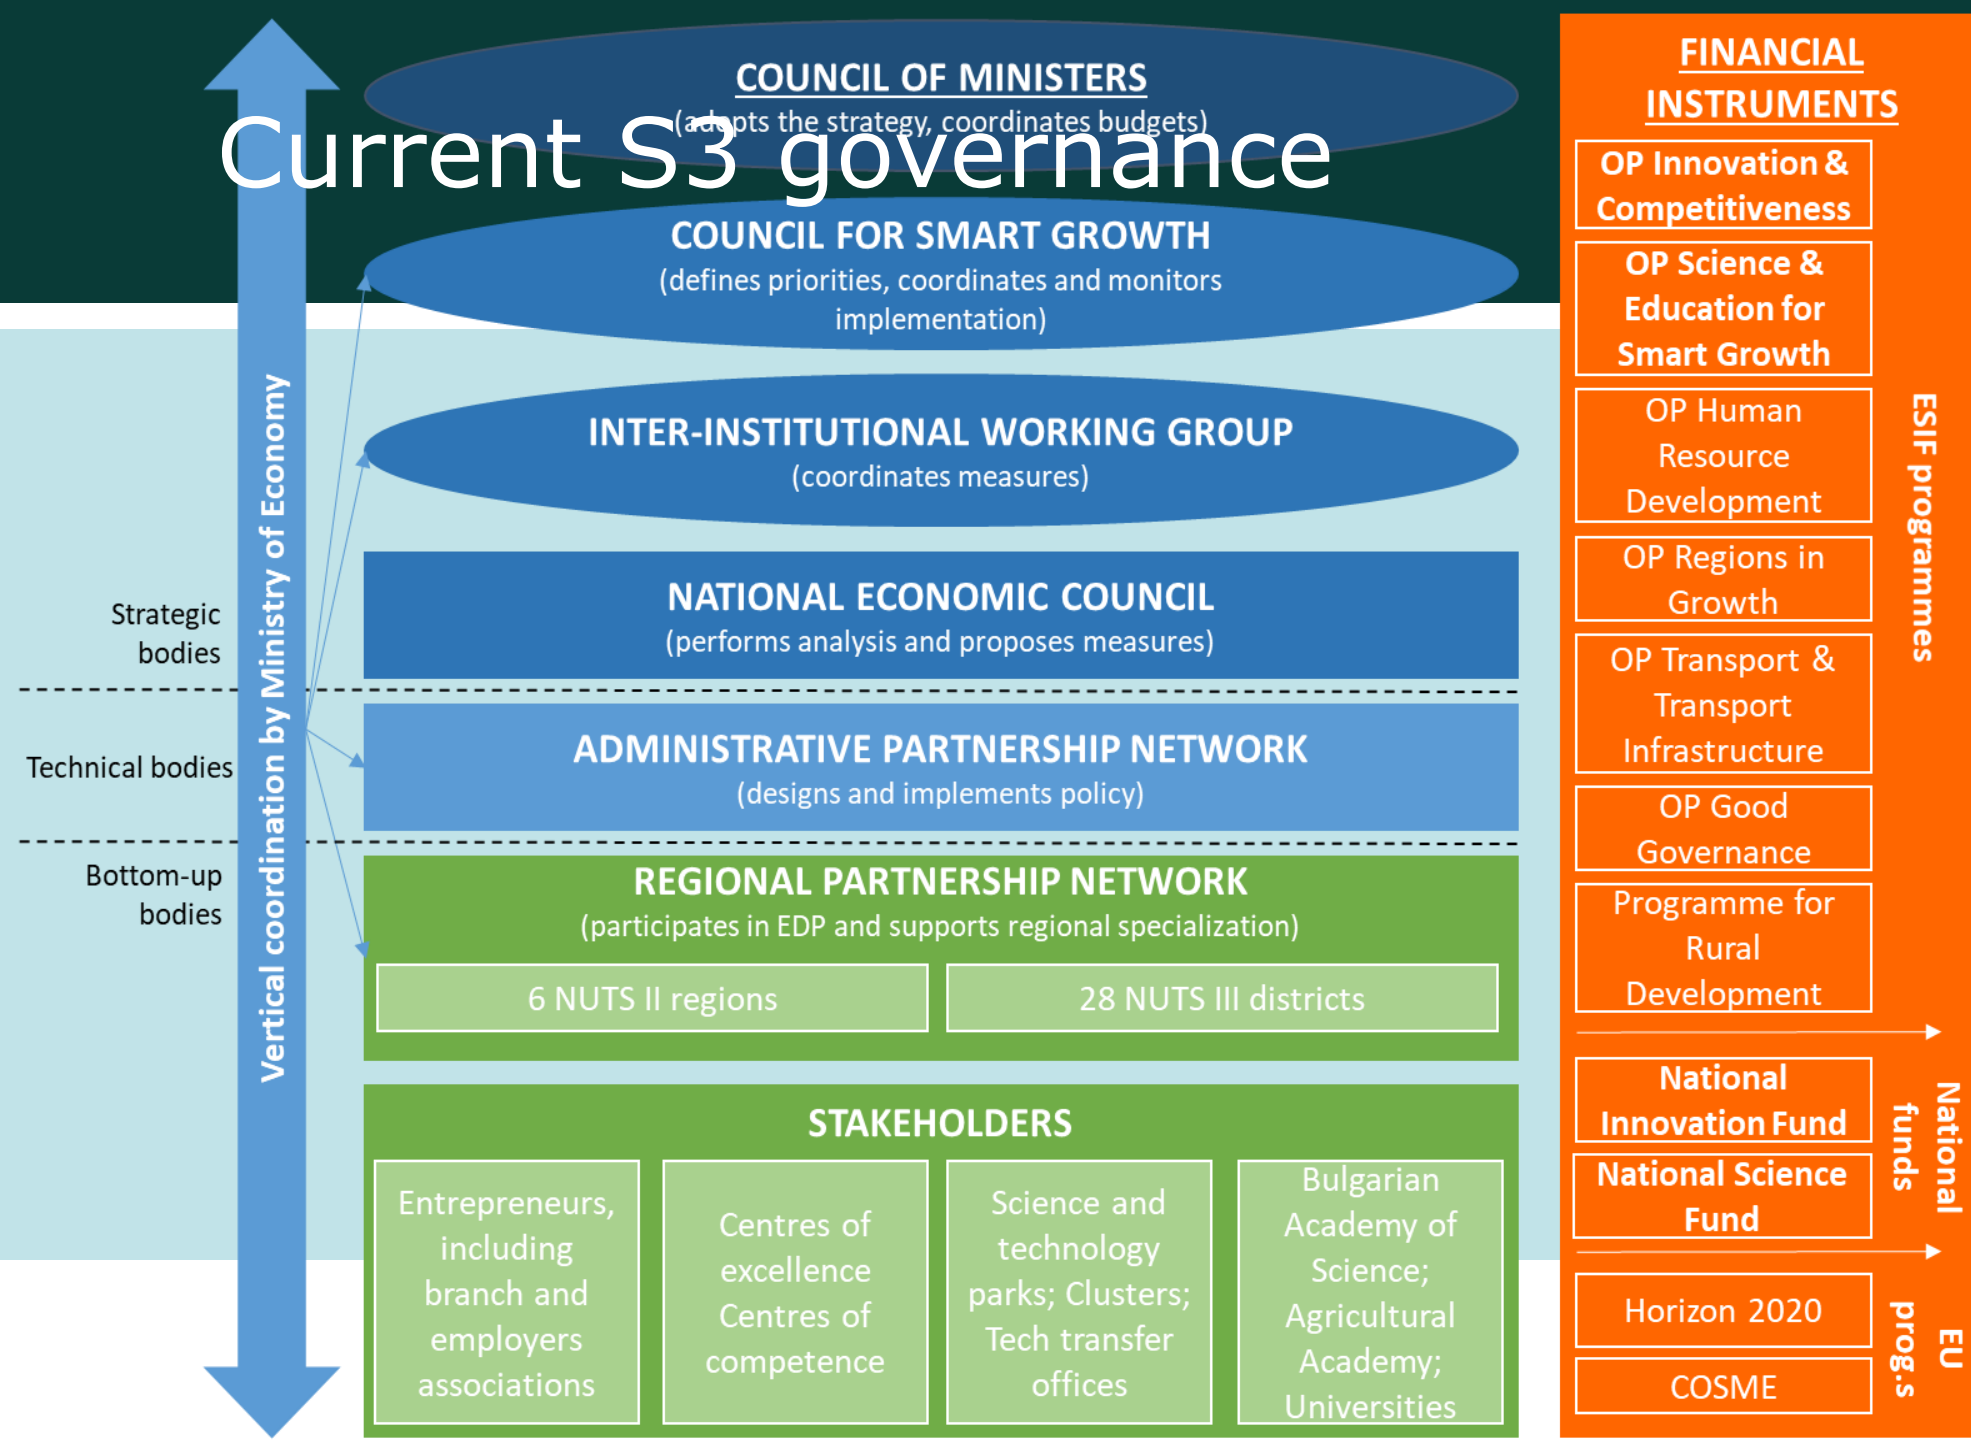 Current S3 governance
COUNCIL OF MINISTERS
(adopts the strategy, coordinates budgets)
COUNCIL FOR SMART GROWTH
(defines priorities, coordinates and monitors
implementation)
INTER-INSTITUTIONAL WORKING GROUP
(coordinates measures)
NATIONAL ECONOMIC COUNCIL
(performs analysis and proposes measures)
ADMINISTRATIVE PARTNERSHIP NETWORK
(designs and implements policy)
REGIONAL PARTNERSHIP NETWORK
(participates in EDP and supports regional specialization)
6 NUTS II regions
28 NUTS III districts
STAKEHOLDERS
Entrepreneurs,
including
branch and
employers
associations
Centres of
excellence
Centres of
competence
Science and
technology
parks; Clusters;
Tech transfer
offices
Bulgarian
Academy of
Science;
Agricultural
Academy;
Universities
Vertical coordination by Ministry of Economy
Strategic
bodies
Technical bodies
Bottom-up
bodies
FINANCIAL
INSTRUMENTS
OP Innovation &
Competitiveness
OP Science &
Education for
Smart Growth
OP Human
Resource
Development
OP Regions in
Growth
OP Transport &
Transport
Infrastructure
OP Good
Governance
Programme for
Rural
Development
ESIF programmes
National
Innovation Fund
National Science
Fund
National
funds
Horizon 2020
COSME
EU
prog.s